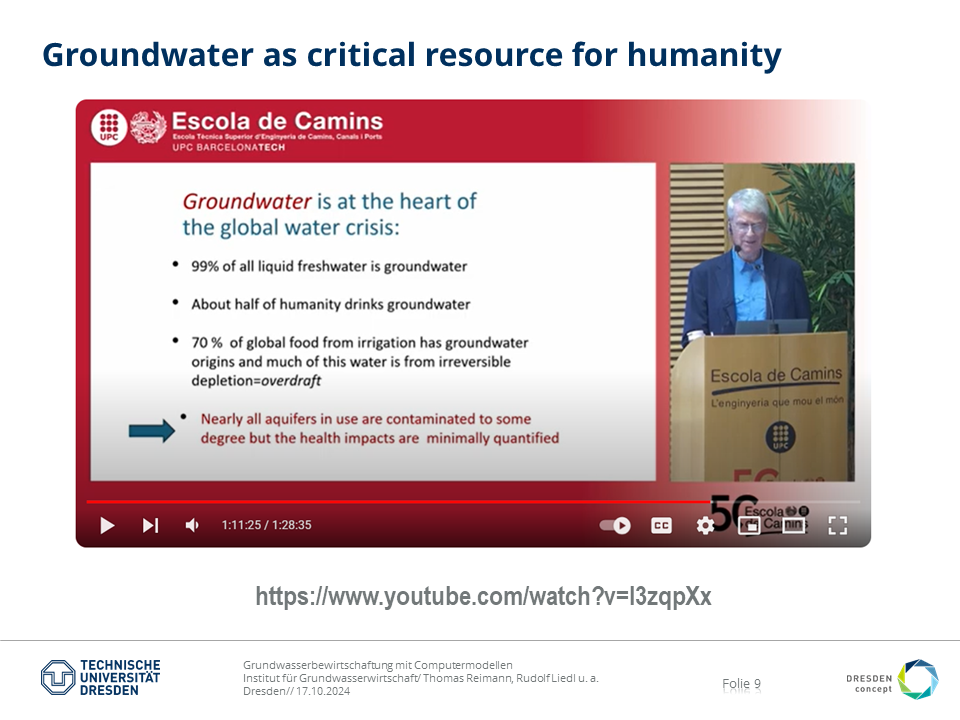 Groundwater as critical resource for humanity
UPC
Escola de Camins
Escola Tècnica Superior d'Enginyeria de Camins, Canals i Ports
UPC BARCELONATECH
Groundwater is at the heart of
the global water crisis:
• 99% of all liquid freshwater is groundwater
• About half of humanity drinks groundwater
• 70 % of global food from irrigation has groundwater
origins and much of this water is from irreversible
depletion=overdraft
• Nearly all aquifers in use are contaminated to some
degree but the health impacts are minimally quantified
Escola de Camins
L'enginyeria que mou el món
UPC
50
Escola
de Camins
1:11:25 / 1:28:35
CC
https://www.youtube.com/watch?v=I3zqpXx
TECHNISCHE
UNIVERSITÄT
DRESDEN
Grundwasserbewirtschaftung mit Computermodellen
Institut für Grundwasserwirtschaft/ Thomas Reimann, Rudolf Liedl u. a.
Dresden// 17.10.2024
Folie 9
DRESDEN
concept